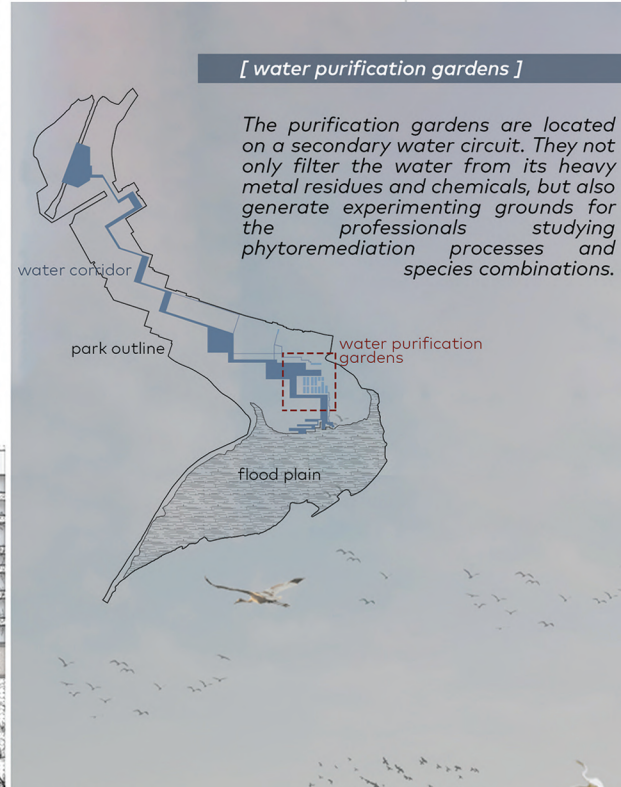 [ water purification gardens ]
The purification gardens are located
on a secondary water circuit. They not
only filter the water from its heavy
metal residues and chemicals, but also
generate experimenting grounds for
the professionals studying
phytoremediation processes and
species combinations.
water corridor
park outline
water purification
gardens
flood plain